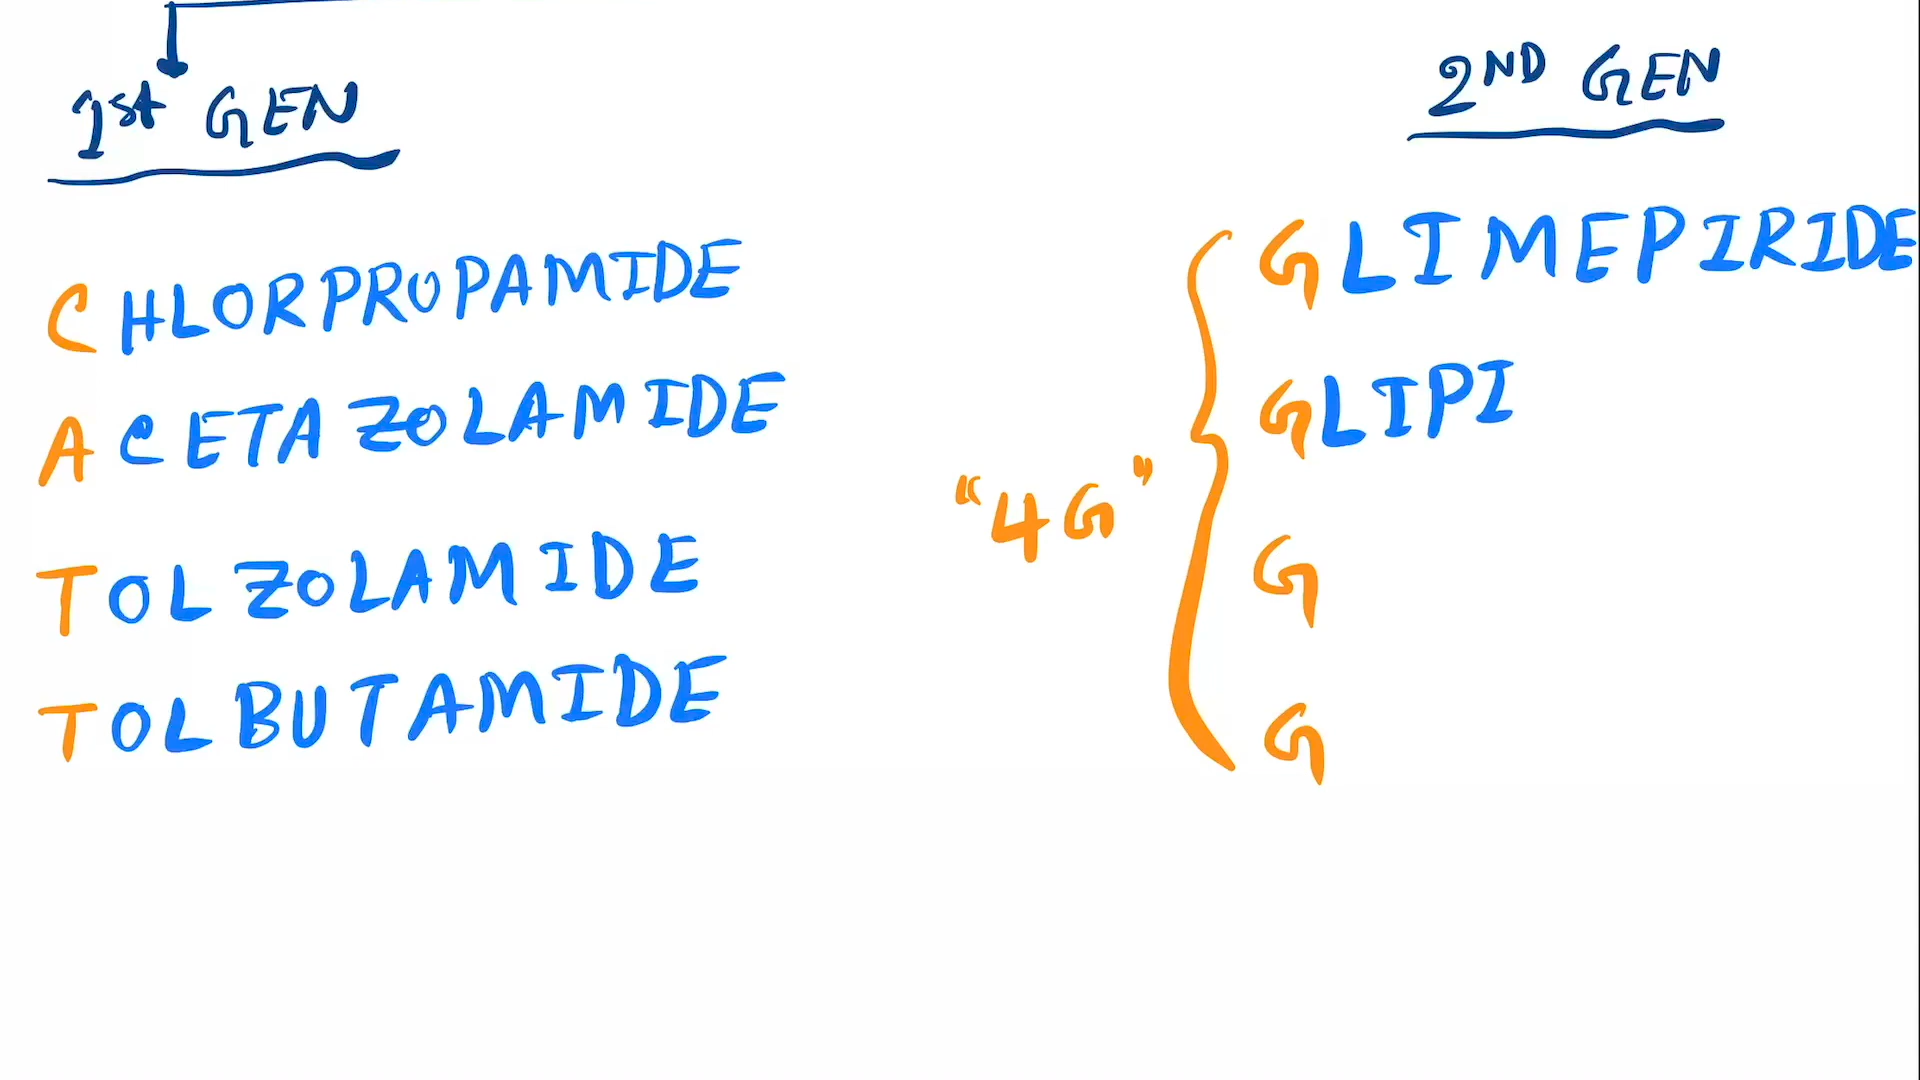 1st GEN
CHLORPROPAMIDE
ACETAZOLAMIDE
TOLZOLAMIDE
TOLBUTAMIDE
2ND GEN
"4G"
GLIMEPIRIDE
GLIPI
G
G